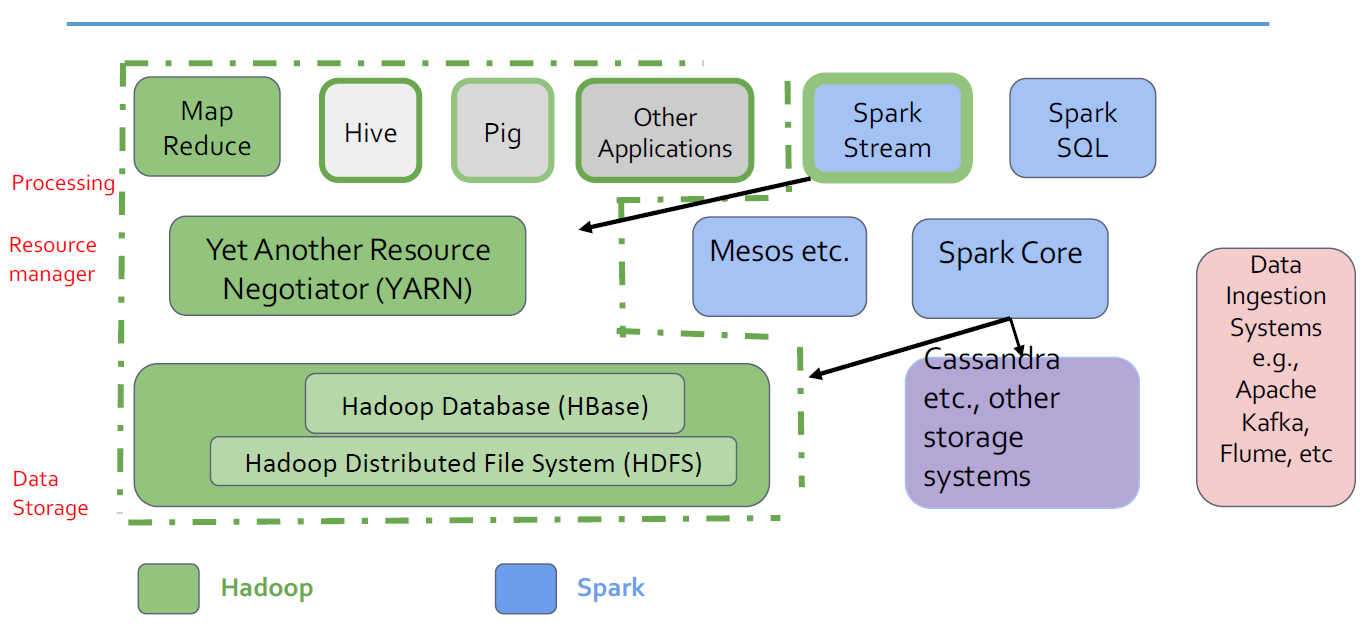 Map
Reduce
Hive
Pig
Other
Applications
Spark
Stream
Spark
SQL
Processing
Resource
manager
Yet Another Resource
Negotiator (YARN)
Mesos etc.
Spark Core
Data
Ingestion
Systems
e.g.,
Apache
Kafka,
Flume, etc
Hadoop Database (HBase)
Hadoop Distributed File System (HDFS)
Cassandra
etc., other
storage
systems
Data
Storage
Hadoop
Spark